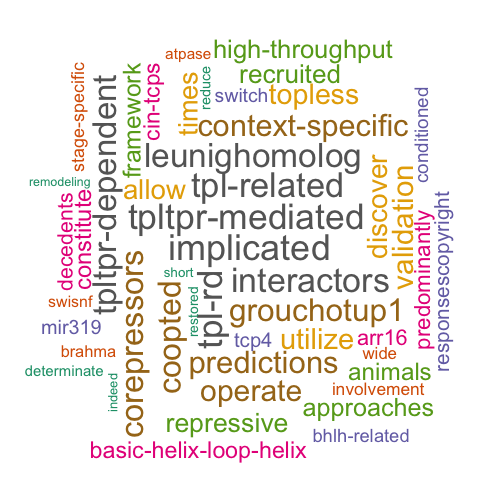 high-throughput
atpase
recruited
reduce
switch
topless
times
cin-tcps
framework
stage-specific
context-specific
conditioned
leunighomolog
tpltpr-dependent
tpl-related
allow
remodeling
discover
validation
decedents
constitute
tpltpr-mediated
predominantly
responsescopyright
implicated
short
interactors
tpl-rd
coopted
corepressors
swisnf
grouchotup1
restored
mir319
tcp4
utilize
arr16
brahma
predictions
wide
determinate
animals
indeed
operate
involvement
approaches
repressive
bhlh-related
basic-helix-loop-helix